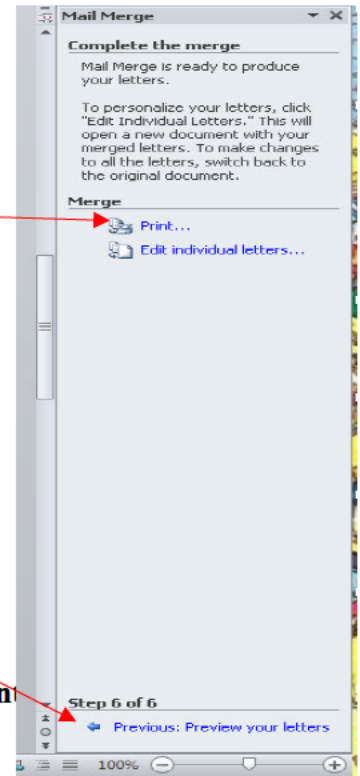 Mail Merge
Complete the merge
Mail Merge is ready to produce
your letters.
To personalize your letters, click
"Edit Individual Letters." This will
open a new document with your
merged letters. To make changes
to all the letters, switch back to
the original document.
Merge
Print...
Edit individual letters...
Step 6 of 6
Previous: Preview your letters
100%